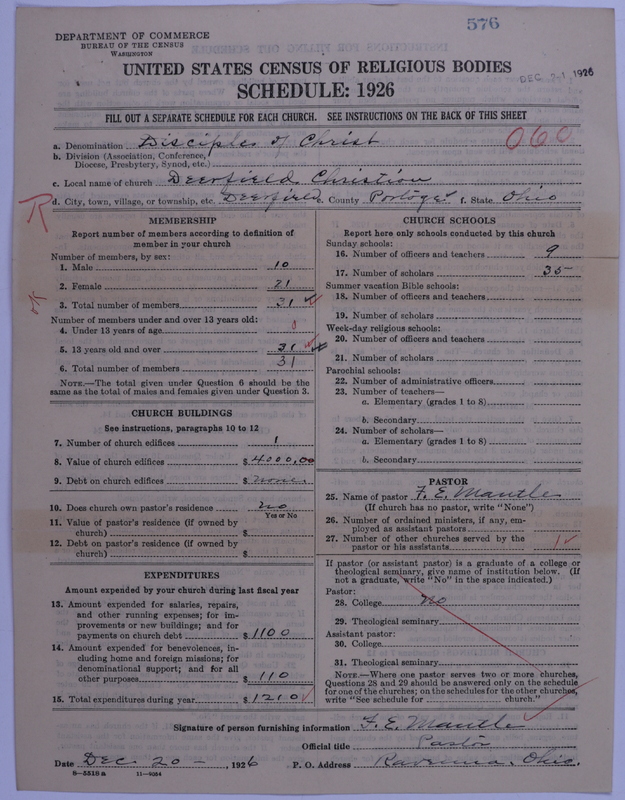 576
DEPARTMENT OF COMMERCE
BUREAU OF THE CENSUS
WASHINGTON
UNITED STATES CENSUS OF RELIGIOUS BODIES
DEC 21 1926
SCHEDULE: 1926
FILL OUT A SEPARATE SCHEDULE FOR EACH CHURCH. SEE INSTRUCTIONS ON THE BACK OF THIS SHEET
a. Denomination Disciples of Christ 060
b. Division (Association, Conference, Diocese, Presbytery, Synod, etc.)
c. Local name of church Deerfield Christian
R d. City, town, village, or township, etc. Deerfield e. County Portage f. State Ohio
MEMBERSHIP
Report number of members according to definition of
member in your church
Number of members, by sex:
1. Male 10
2. Female 21
3. Total number of members 31
OK
Number of members under and over 13 years old:
4. Under 13 years of age 0
5. 13 years old and over 31
6. Total number of members 31
NOTE.—The total given under Question 6 should be
same as the total of males and females given under Question 3.
CHURCH BUILDINGS
See instructions, paragraphs 10 to 12
7. Number of church edifices 1
8. Value of church edifices $4000,00
9. Debt on church edifices $none.
10. Does church own pastor's residence no
Yes or No
11. Value of pastor's residence (if owned by
church) $
12. Debt on pastor's residence (if owned by
church) $
EXPENDITURES
Amount expended by your church during last fiscal year
13. Amount expended for salaries, repairs,
and other running expenses; for im-
provements or new buildings; and for
payments on church debt $1100
14. Amount expended for benevolences, in-
cluding home and foreign missions; for
denominational support; and for all
other purposes $110
15. Total expenditures during year $1210
CHURCH SCHOOLS
Report here only schools conducted by this church
Sunday schools:
16. Number of officers and teachers 9
17. Number of scholars 35
Summer vacation Bible schools:
18. Number of officers and teachers
19. Number of scholars
Week-day religious schools:
20. Number of officers and teachers
21. Number of scholars
Parochial schools:
22. Number of administrative officers
23. Number of teachers—
a. Elementary (grades 1 to 8)
b. Secondary
24. Number of scholars—
a. Elementary (grades 1 to 8)
b. Secondary
PASTOR
25. Name of pastor F. E. Mantle
(If church has no pastor, write "None")
26. Number of ordained ministers, if any, em-
ployed as assistant pastors
27. Number of other churches served by the
pastor or his assistants 1
If pastor (or assistant pastor) is a graduate of a college or
theological seminary, give name of institution below. (If
not a graduate, write "No" in the space indicated.)
Pastor:
28. College no
29. Theological seminary
Assistant pastor:
30. College
31. Theological seminary
NOTE.—Where one pastor serves two or more churches,
Questions 28 and 29 should be answered only on the schedule
for one of the churches; on the schedules for the other churches,
write "See schedule for church."
Signature of person furnishing information F. E. Mantle
Official title Pastor
Date Dec 20 -, 1926 P. O. Address Ravenna. Ohio.
8-5518 a 11-9064